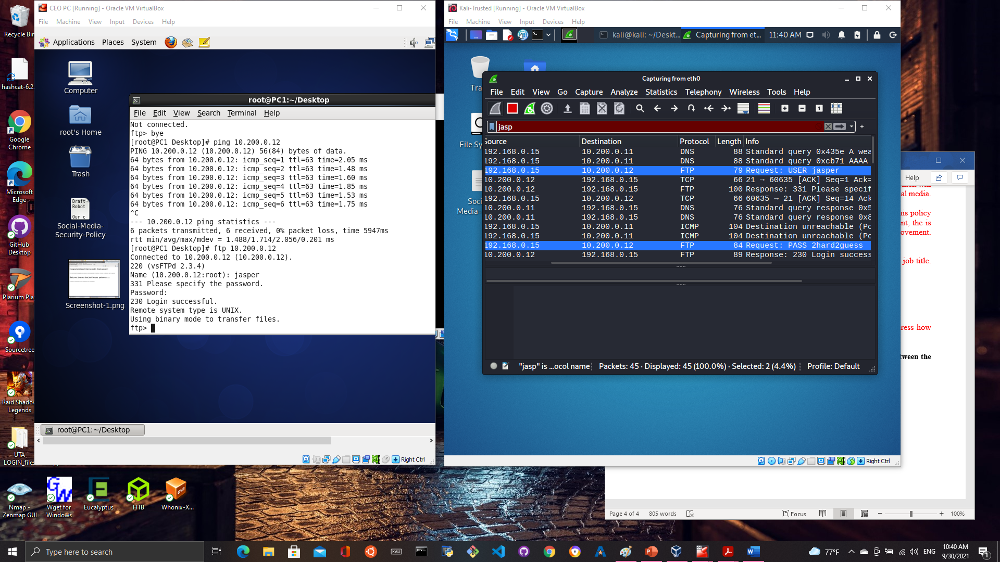 Recycle Bin
hashcat-6.2.
Google
Chrome
Microsoft
Edge
GitHub
Desktop
Plarium Pla
Sourcetree
Raid Shadow
Legends
UTA
LOGIN_files
Nmap -
Zenmap GUI
Wget for
Windows
Eucalyptus
HTB
Whonix-X...
CEO PC [Running] - Oracle VM VirtualBox
File Machine View Input Devices Help
Applications Places System
Computer
root's Home
Trash
Draft
Robot
Our c
Social-Media-
Security-Policy
Screenshot-1.png
root@PC1:~/Desktop
File Edit View Search Terminal Help
Not connected.
ftp> bye
[root@PC1 Desktop]# ping 10.200.0.12
PING 10.200.0.12 (10.200.0.12) 56(84) bytes of data.
64 bytes from 10.200.0.12: icmp_seq=1 ttl=63 time=2.05 ms
64 bytes from 10.200.0.12: icmp_seq=2 ttl=63 time=1.48 ms
64 bytes from 10.200.0.12: icmp_seq=3 ttl=63 time=1.60 ms
64 bytes from 10.200.0.12: icmp_seq=4 ttl=63 time=1.85 ms
64 bytes from 10.200.0.12: icmp_seq=5 ttl=63 time=1.53 ms
64 bytes from 10.200.0.12: icmp_seq=6 ttl=63 time=1.75 ms
^C
--- 10.200.0.12 ping statistics ---
6 packets transmitted, 6 received, 0% packet loss, time 5947ms
rtt min/avg/max/mdev = 1.488/1.714/2.056/0.201 ms
[root@PC1 Desktop]# ftp 10.200.0.12
Connected to 10.200.0.12 (10.200.0.12).
220 (vsFTPd 2.3.4)
Name (10.200.0.12:root): jasper
331 Please specify the password.
Password:
230 Login successful.
Remote system type is UNIX.
Using binary mode to transfer files.
ftp>
root@PC1:~/Desktop
Right Ctrl
Kali-Trusted [Running] - Oracle VM VirtualBox
File Machine View Input Devices Help
kali@kali: ~/Deskt... Capturing from et... 11:40 AM
Tra
File Sy
Soci
Media-
Capturing from eth0
File Edit View Go Capture Analyze Statistics Telephony Wireless Tools Help
jasp
Source Destination Protocol Length Info
192.168.0.15 10.200.0.11 DNS 88 Standard query 0x435e A wea
192.168.0.15 10.200.0.11 DNS 88 Standard query 0xcb71 AAAA
192.168.0.15 10.200.0.12 FTP 79 Request: USER jasper
10.200.0.12 192.168.0.15 TCP 66 21 → 60635 [ACK] Seq=1 Ack=
10.200.0.12 192.168.0.15 FTP 100 Response: 331 Please specif
192.168.0.15 10.200.0.12 TCP 66 60635 → 21 [ACK] Seq=14 Ack
10.200.0.11 192.168.0.15 DNS 76 Standard query response 0x5
10.200.0.11 192.168.0.15 DNS 76 Standard query response 0x8
192.168.0.15 10.200.0.11 ICMP 104 Destination unreachable (Po
192.168.0.15 10.200.0.11 ICMP 104 Destination unreachable (Po
192.168.0.15 10.200.0.12 FTP 84 Request: PASS 2hard2guess
10.200.0.12 192.168.0.15 FTP 89 Response: 230 Login success
"jasp" is ...ocol name Packets: 45 · Displayed: 45 (100.0%) · Selected: 2 (4.4%) Profile: Default
Right Ctrl
Help
al media.
his policy
nt, the is
ovement.
job title.
ress how
tween the
Page 4 of 4 805 words Focus 100%
Type here to search
KALI
77°F ENG 10:40 AM
9/30/2021
1